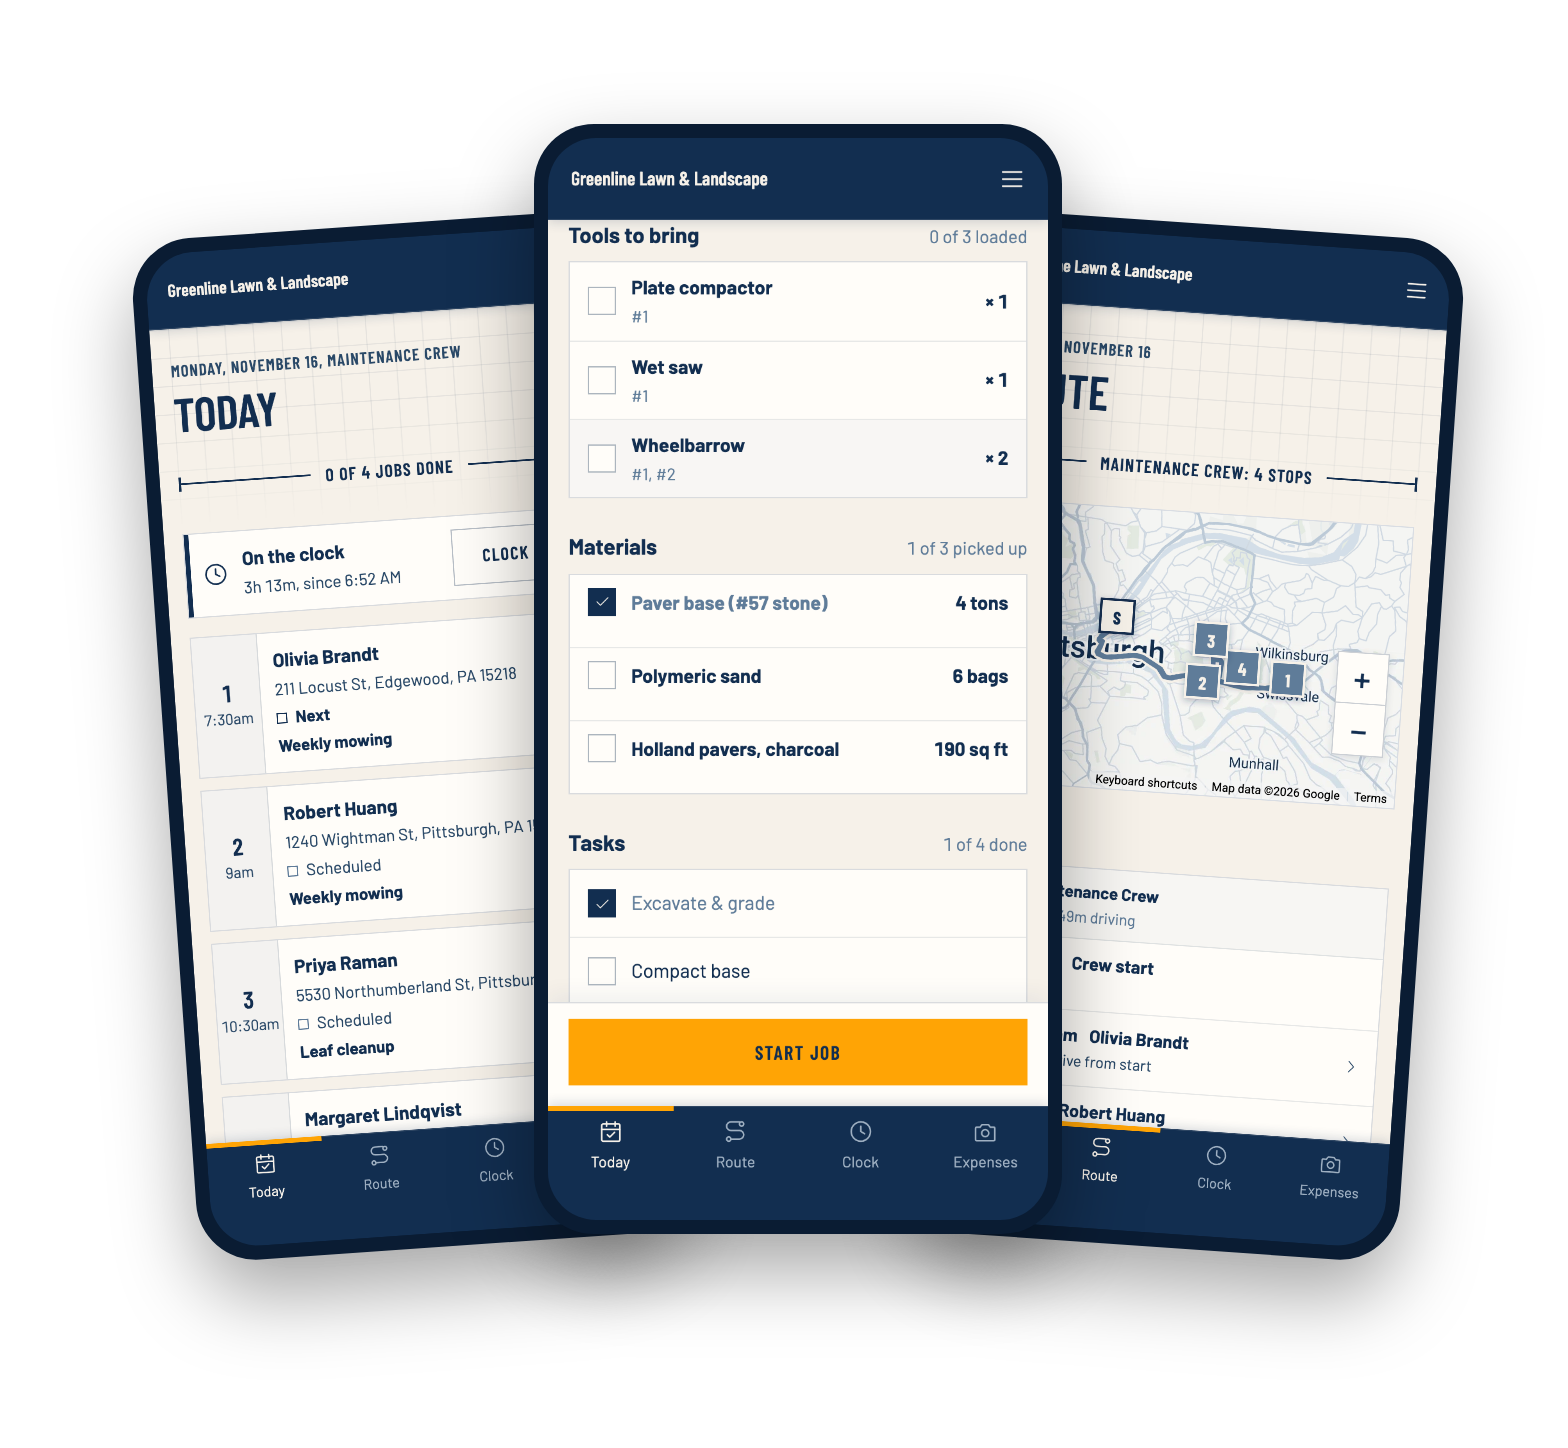 Greenline Lawn & Landscape
MONDAY, NOVEMBER 16, MAINTENANCE CREW
TODAY
0 OF 4 JOBS DONE
On the clock
3h 13m, since 6:52 AM
CLOCK
1
7:30am
Olivia Brandt
211 Locust St, Edgewood, PA 15218
Next
Weekly mowing
2
9am
Robert Huang
1240 Wightman St, Pittsburgh, PA
Scheduled
Weekly mowing
3
10:30am
Priya Raman
5530 Northumberland St,
Scheduled
Leaf cleanup
Margaret Lindqvist
Today
Route
Clock
Greenline Lawn & Landscape
Tools to bring
0 of 3 loaded
Plate compactor
#1
× 1
Wet saw
#1
× 1
Wheelbarrow
#1, #2
× 2
Materials
1 of 3 picked up
Paver base (#57 stone)
4 tons
Polymeric sand
6 bags
Holland pavers, charcoal
190 sq ft
Tasks
1 of 4 done
Excavate & grade
Compact base
START JOB
Today
Route
Clock
Expenses
Lawn & Landscape
NOVEMBER 16
MAINTENANCE CREW: 4 STOPS
S
3
Wilkinsburg
4
1
2
Swissvale
+
−
Munhall
Keyboard shortcuts
Map data ©2026 Google
Terms
Crew
49m driving
Crew start
Olivia Brandt
from start
Robert Huang
Route
Clock
Expenses